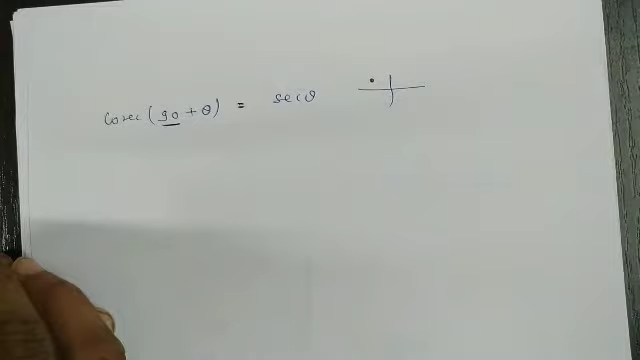 cosec (90 + θ) = secθ